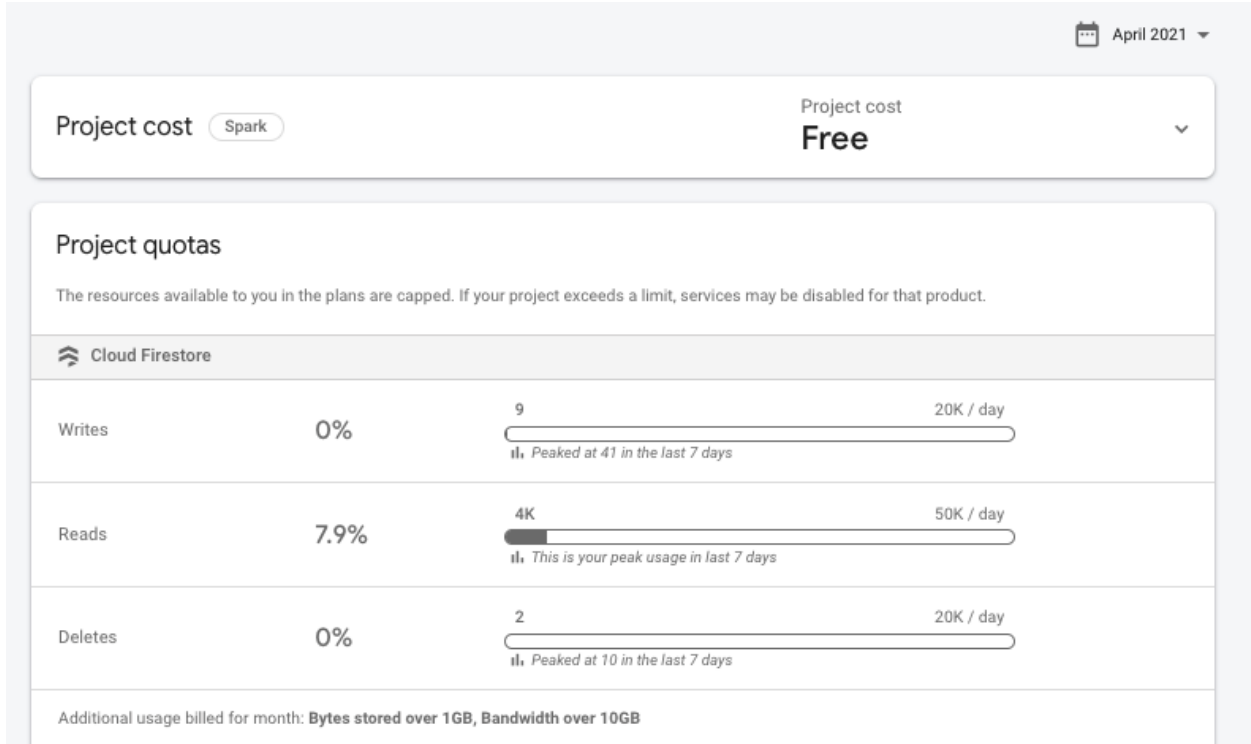 April 2021
Project cost Spark
Project cost
Free
Project quotas
The resources available to you in the plans are capped. If your project exceeds a limit, services may be disabled for that product.
Cloud Firestore
Writes 0% 9 20K / day
Peaked at 41 in the last 7 days
Reads 7.9% 4K 50K / day
This is your peak usage in last 7 days
Deletes 0% 2 20K / day
Peaked at 10 in the last 7 days
Additional usage billed for month: Bytes stored over 1GB, Bandwidth over 10GB